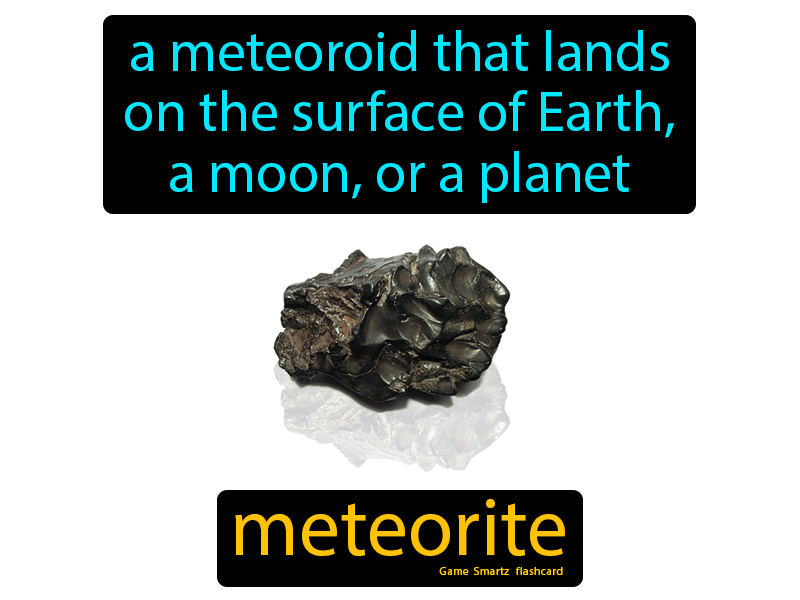 a meteoroid that lands
on the surface of Earth,
a moon, or a planet
meteorite
Game Smartz flashcard